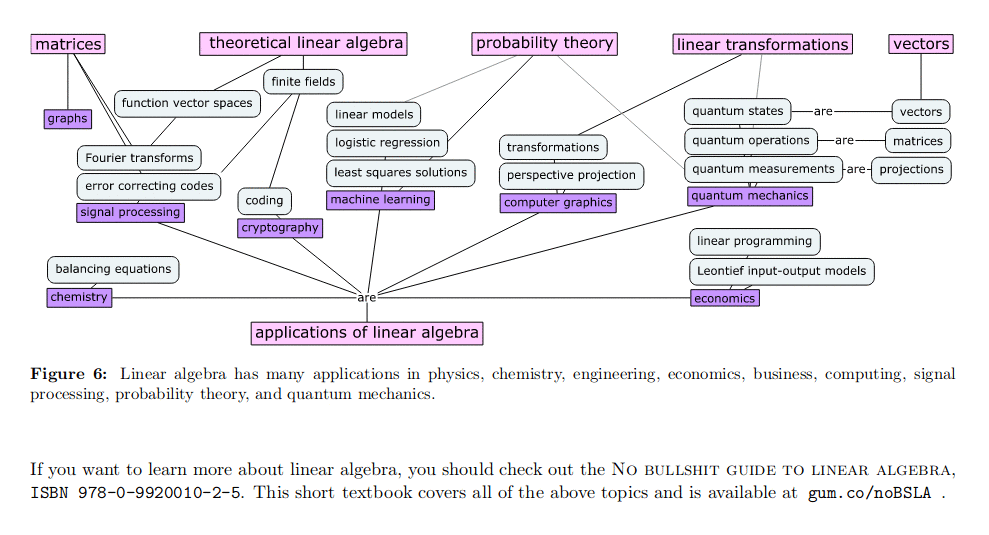 matrices
theoretical linear algebra
probability theory
linear transformations
vectors
finite fields
function vector spaces
graphs
linear models
quantum states
are
vectors
logistic regression
transformations
quantum operations
are
matrices
Fourier transforms
least squares solutions
perspective projection
quantum measurements
are
projections
error correcting codes
coding
machine learning
computer graphics
quantum mechanics
signal processing
cryptography
linear programming
balancing equations
Leontief input-output models
chemistry
are
economics
applications of linear algebra
Figure 6: Linear algebra has many applications in physics, chemistry, engineering, economics, business, computing, signal
processing, probability theory, and quantum mechanics.
If you want to learn more about linear algebra, you should check out the NO BULLSHIT GUIDE TO LINEAR ALGEBRA,
ISBN 978-0-9920010-2-5. This short textbook covers all of the above topics and is available at gum.co/noBSLA .